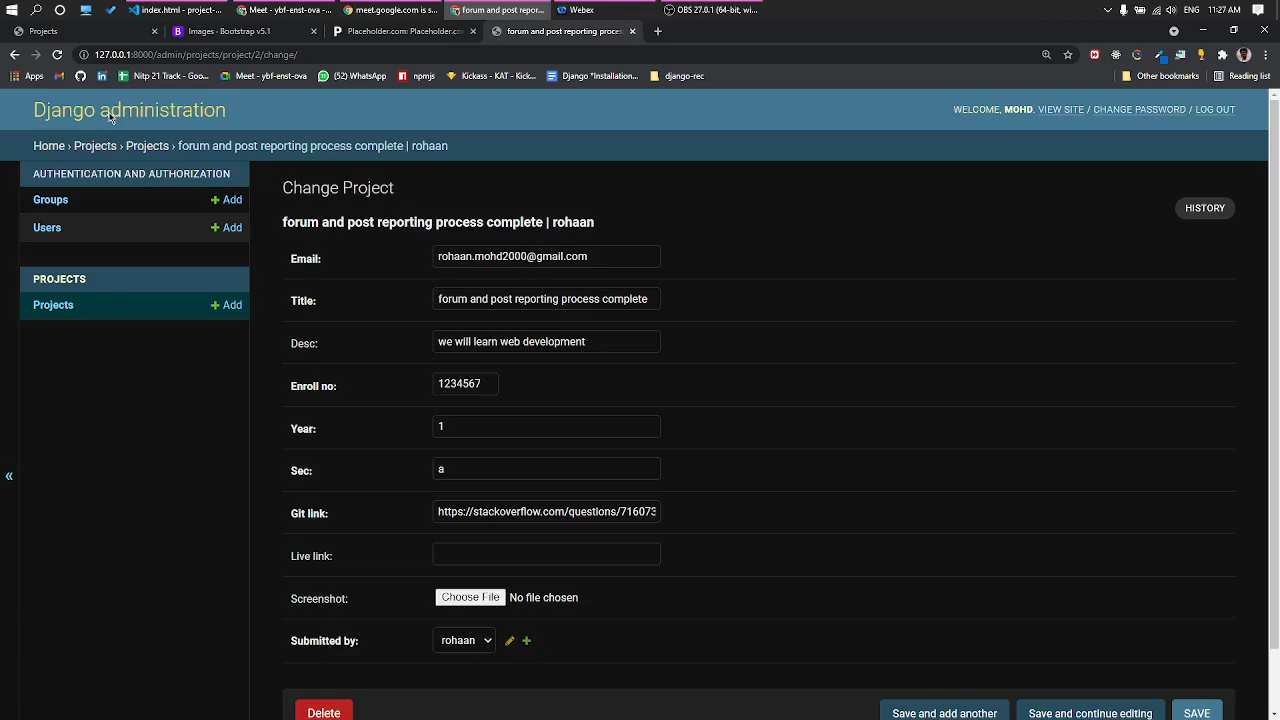 index.html - project-...
Meet - ybf-enst-ova ...
meet.google.com is s...
forum and post repor...
Webex
OBS 27.0.1 (64-bit, wi...
ENG
11:27 AM
Projects
Images · Bootstrap v5.1
Placeholder.com: Placeholder.com
forum and post reporting process
127.0.0.1:8000/admin/projects/project/2/change/
Apps
Nitp 21 Track - Goo...
Meet - ybf-enst-ova
(52) WhatsApp
npmjs
Kickass - KAT - Kick...
Django *Installation...
django-rec
Other bookmarks
Reading list
Django administration
WELCOME, MOHD. VIEW SITE / CHANGE PASSWORD / LOG OUT
Home › Projects › Projects › forum and post reporting process complete | rohaan
AUTHENTICATION AND AUTHORIZATION
Groups + Add
Users + Add
PROJECTS
Projects + Add
«
Change Project
HISTORY
forum and post reporting process complete | rohaan
Email: rohaan.mohd2000@gmail.com
Title: forum and post reporting process complete
Desc: we will learn web development
Enroll no: 1234567
Year: 1
Sec: a
Git link: https://stackoverflow.com/questions/716073
Live link:
Screenshot: Choose File No file chosen
Submitted by: rohaan
Delete
Save and add another
Save and continue editing
SAVE